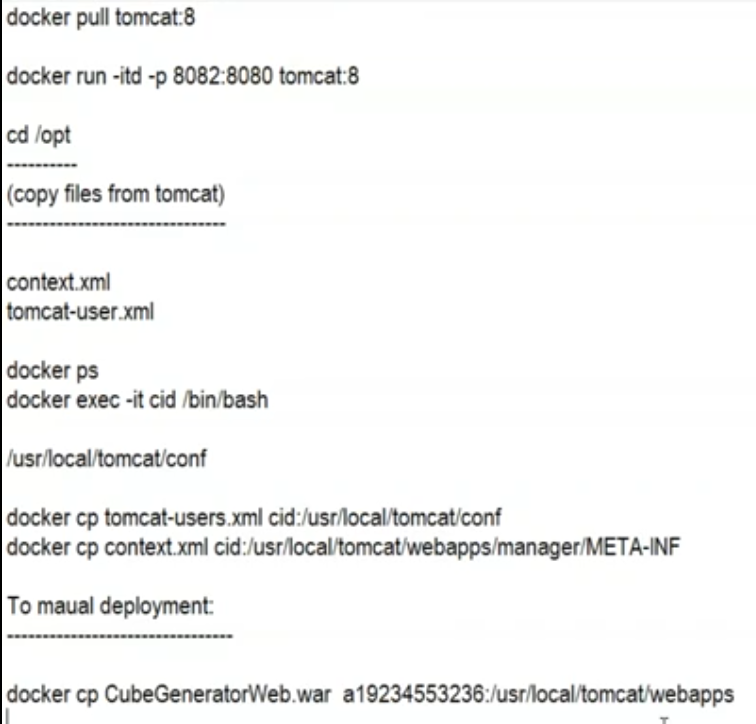 docker pull tomcat:8
docker run -itd -p 8082:8080 tomcat:8
cd /opt
----------
(copy files from tomcat)
-------------------------------
context.xml
tomcat-user.xml
docker ps
docker exec -it cid /bin/bash
/usr/local/tomcat/conf
docker cp tomcat-users.xml cid:/usr/local/tomcat/conf
docker cp context.xml cid:/usr/local/tomcat/webapps/manager/META-INF
To maual deployment:
--------------------------------
docker cp CubeGeneratorWeb.war  a19234553236:/usr/local/tomcat/webapps